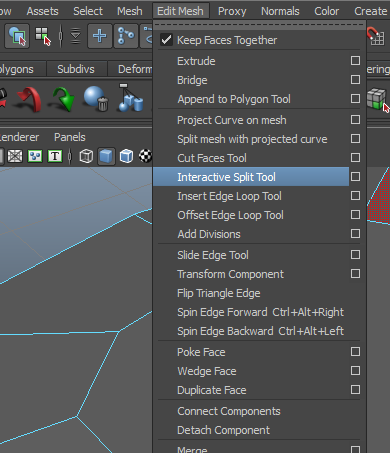 w Assets Select Mesh Edit Mesh Proxy Normals Color Create U
Keep Faces Together
olygons Subdivs Deform ering
Extrude
Bridge
Append to Polygon Tool
Project Curve on mesh
Split mesh with projected curve
enderer Panels
Cut Faces Tool
Interactive Split Tool
Insert Edge Loop Tool
Offset Edge Loop Tool
Add Divisions
Slide Edge Tool
Transform Component
Flip Triangle Edge
Spin Edge Forward Ctrl+Alt+Right
Spin Edge Backward Ctrl+Alt+Left
Poke Face
Wedge Face
Duplicate Face
Connect Components
Detach Component
Merge